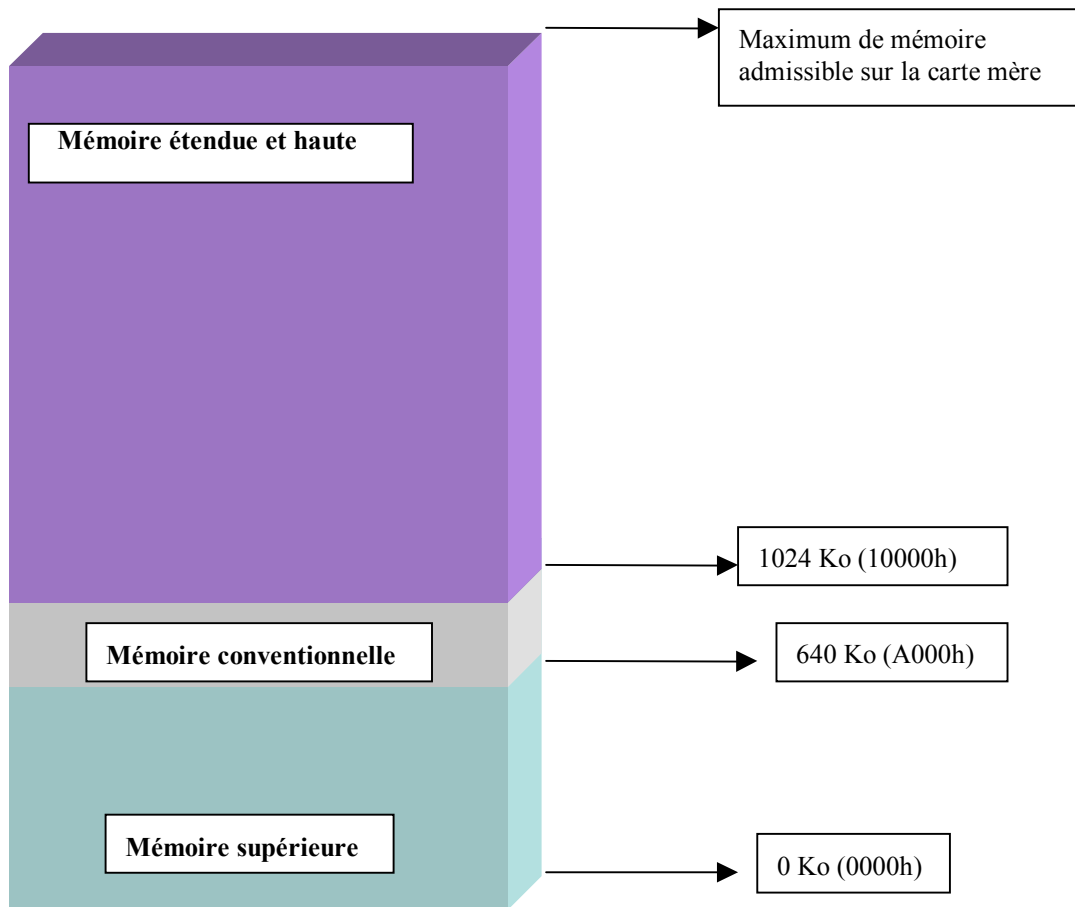 Maximum de mémoire
admissible sur la carte mère
Mémoire étendue et haute
1024 Ko (10000h)
Mémoire conventionnelle
640 Ko (A000h)
Mémoire supérieure
0 Ko (0000h)